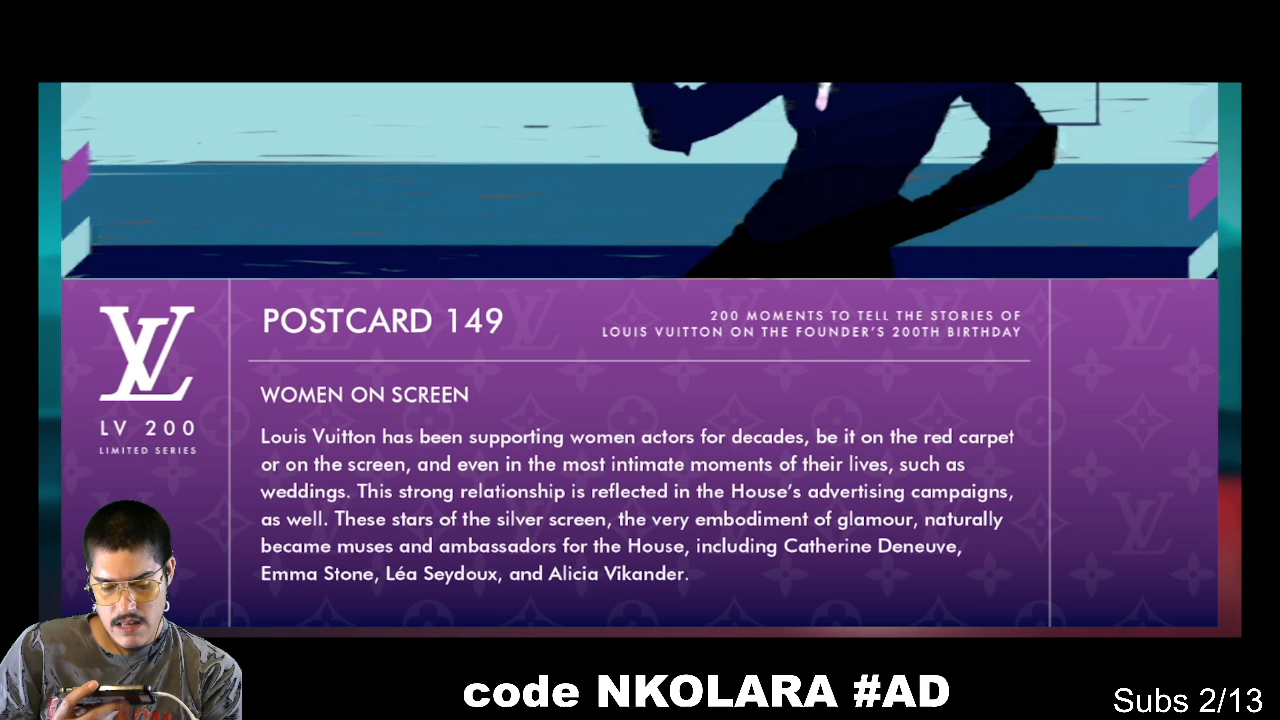 POSTCARD 149
200 MOMENTS TO TELL THE STORIES OF
LOUIS VUITTON ON THE FOUNDER'S 200TH BIRTHDAY
LV
LV 200
LIMITED SERIES
WOMEN ON SCREEN
Louis Vuitton has been supporting women actors for decades, be it on the red carpet
or on the screen, and even in the most intimate moments of their lives, such as
weddings. This strong relationship is reflected in the House's advertising campaigns,
as well. These stars of the silver screen, the very embodiment of glamour, naturally
became muses and ambassadors for the House, including Catherine Deneuve,
Emma Stone, Léa Seydoux, and Alicia Vikander.
code NKOLARA #AD
Subs 2/13